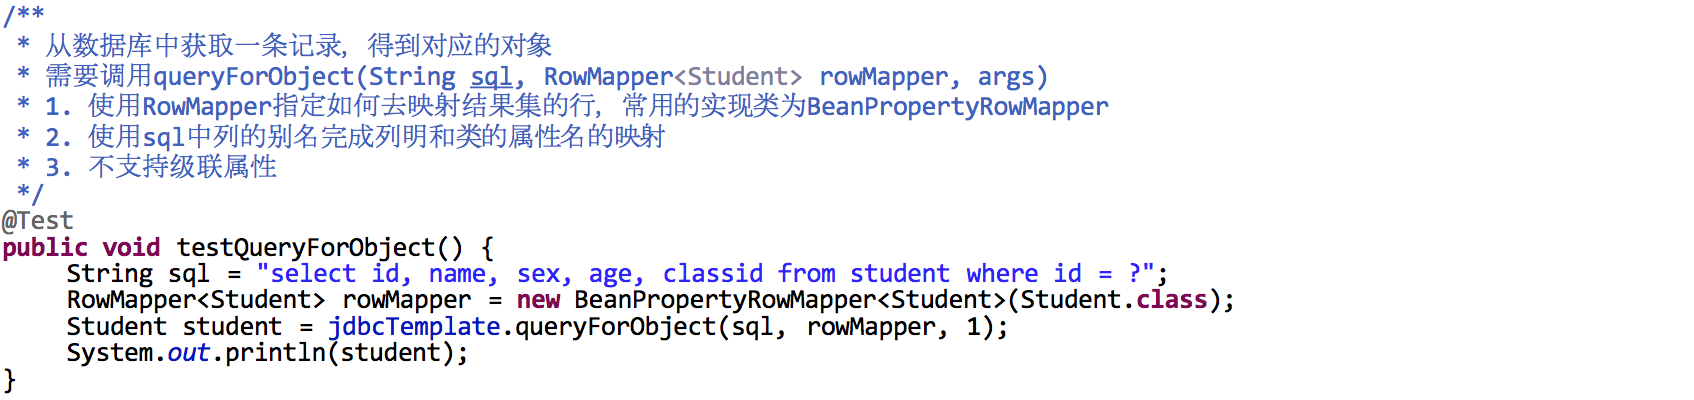 /**
 * 从数据库中获取一条记录, 得到对应的对象
 * 需要调用queryForObject(String sql, RowMapper<Student> rowMapper, args)
 * 1. 使用RowMapper指定如何去映射结果集的行, 常用的实现类为BeanPropertyRowMapper
 * 2. 使用sql中列的别名完成列明和类的属性名的映射
 * 3. 不支持级联属性
 */
@Test
public void testQueryForObject() {
    String sql = "select id, name, sex, age, classid from student where id = ?";
    RowMapper<Student> rowMapper = new BeanPropertyRowMapper<Student>(Student.class);
    Student student = jdbcTemplate.queryForObject(sql, rowMapper, 1);
    System.out.println(student);
}